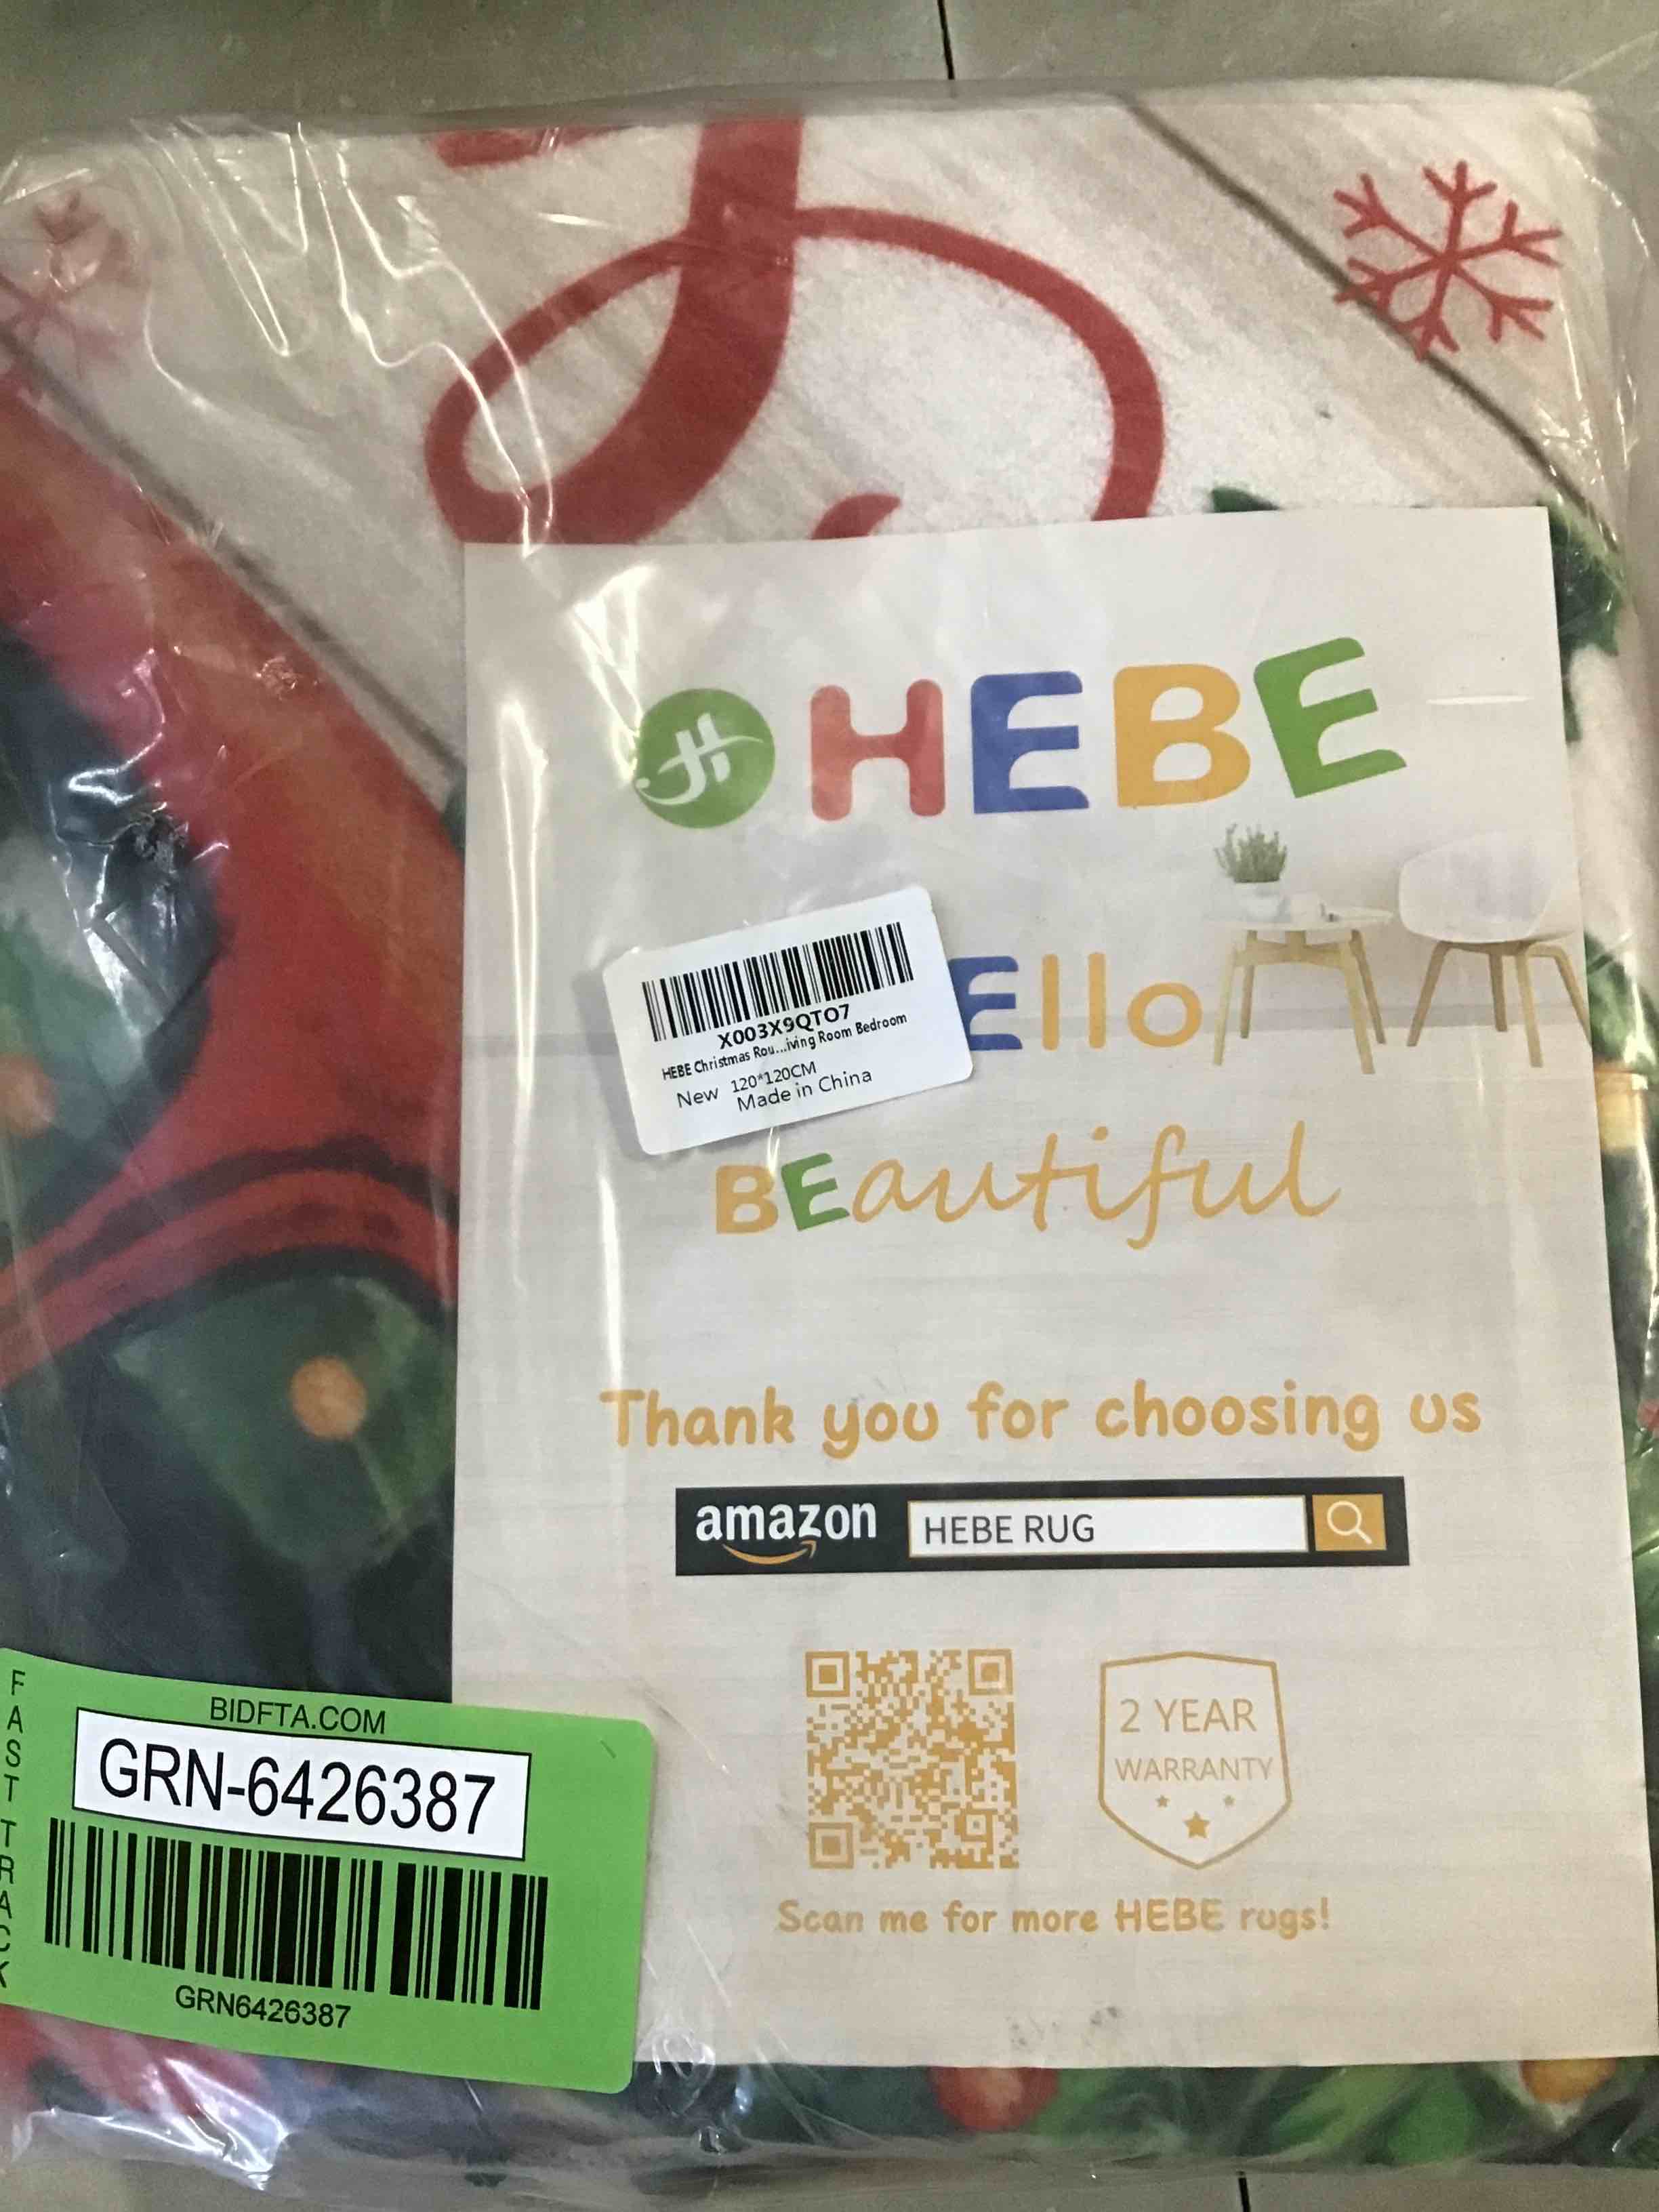 HEBE
X003X9QTO7
HEBE Christmas Rou...iving Room Bedroom
New 120*120CM
Made in China
Ello
BEautiful
Thank you for choosing us
amazon HEBE RUG
2 YEAR
WARRANTY
Scan me for more HEBE rugs!
FAST TRACK
BIDFTA.COM
GRN-6426387
GRN6426387